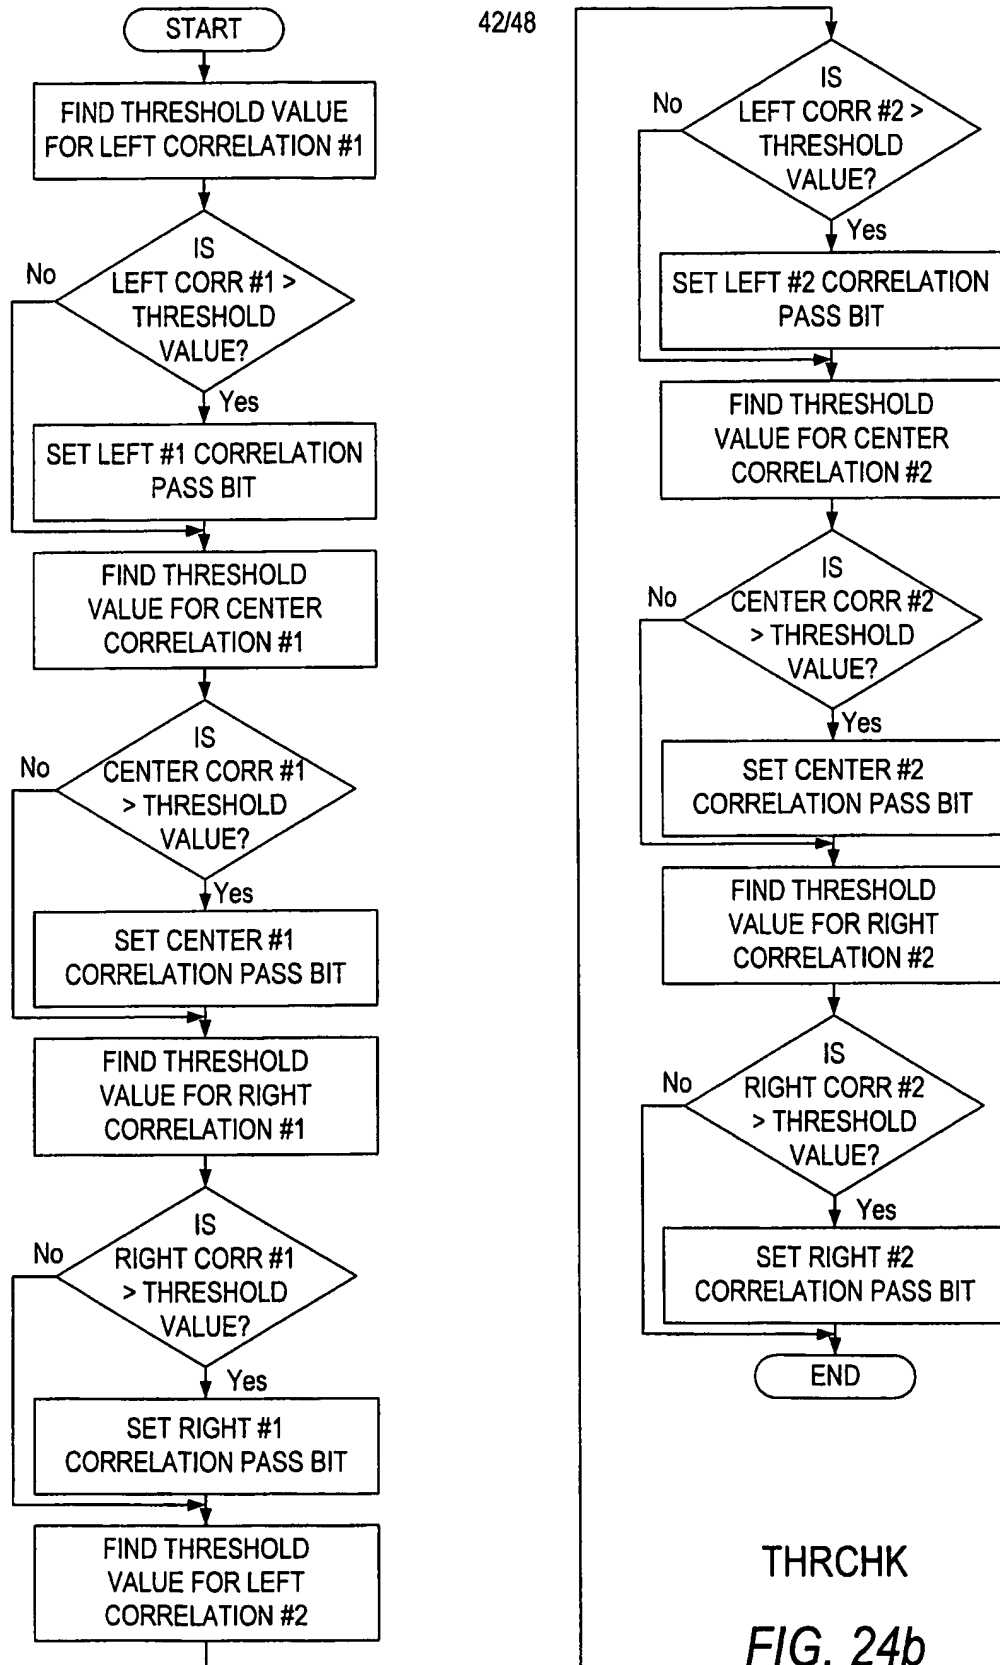 42/48
START
FIND THRESHOLD VALUE
FOR LEFT CORRELATION #1
IS
LEFT CORR #1 >
THRESHOLD
VALUE?
No
Yes
SET LEFT #1 CORRELATION
PASS BIT
FIND THRESHOLD
VALUE FOR CENTER
CORRELATION #1
IS
CENTER CORR #1
> THRESHOLD
VALUE?
No
Yes
SET CENTER #1
CORRELATION PASS BIT
FIND THRESHOLD
VALUE FOR RIGHT
CORRELATION #1
IS
RIGHT CORR #1
> THRESHOLD
VALUE?
No
Yes
SET RIGHT #1
CORRELATION PASS BIT
FIND THRESHOLD
VALUE FOR LEFT
CORRELATION #2
IS
LEFT CORR #2 >
THRESHOLD
VALUE?
No
Yes
SET LEFT #2 CORRELATION
PASS BIT
FIND THRESHOLD
VALUE FOR CENTER
CORRELATION #2
IS
CENTER CORR #2
> THRESHOLD
VALUE?
No
Yes
SET CENTER #2
CORRELATION PASS BIT
FIND THRESHOLD
VALUE FOR RIGHT
CORRELATION #2
IS
RIGHT CORR #2
> THRESHOLD
VALUE?
No
Yes
SET RIGHT #2
CORRELATION PASS BIT
END
THRCHK
FIG. 24b